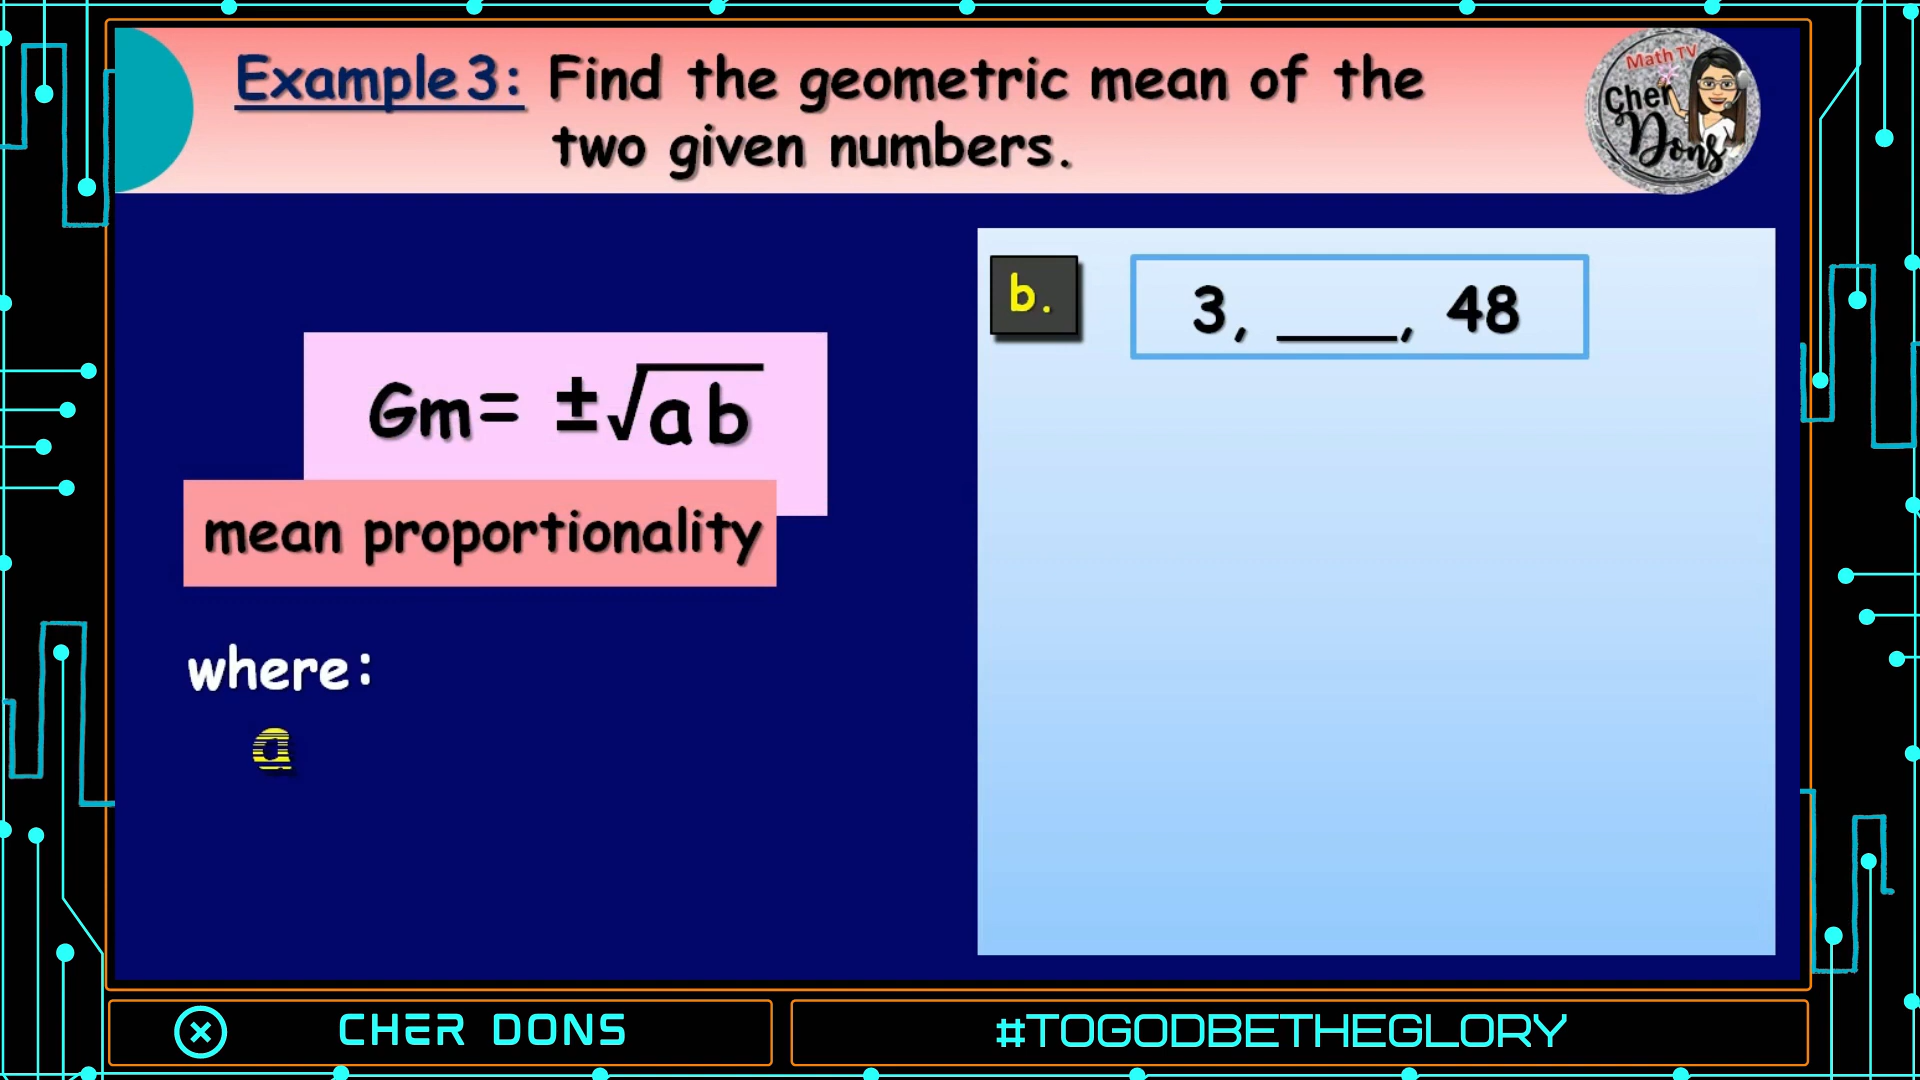 Example 3: Find the geometric mean of the
two given numbers.
Math TV
Cher
Dons
Gm= ±√ab
mean proportionality
where:
a
b.
3, ____, 48
CHER DONS
#TOGODBETHEGLORY